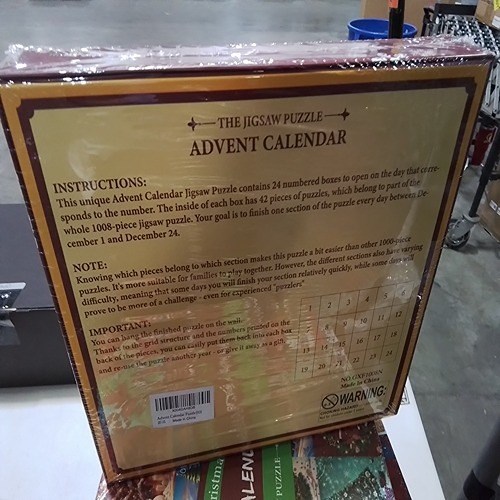 THE JIGSAW PUZZLE
ADVENT CALENDAR
INSTRUCTIONS:
This unique Advent Calendar Jigsaw Puzzle contains 24 numbered boxes to open on the day that corre-
sponds to the number. The inside of each box has 42 pieces of puzzles, which belong to part of the
whole 1008-piece jigsaw puzzle. Your goal is to finish one section of the puzzle every day between De-
cember 1 and December 24.
NOTE:
Knowing which pieces belong to which section makes this puzzle a bit easier than other 1000-piece
puzzles. It's more suitable for families to play together. However, the different sections also have varying
difficulty, meaning that some days you will finish your section relatively quickly, while some days will
prove to be more of a challenge - even for experienced "puzzlers"
IMPORTANT:
You can hang the finished puzzle on the wall.
Thanks to the grid structure and the numbers printed on the
back of the pieces, you can easily put them back into each box
and re-use the puzzle another year - or give it away as a gift.
1 2 3 4 5
7 8 9 10 11 12
13 14 15 16 17 18
19 20 21 22 23 24
NO.
Made in China
WARNING:
Advent Calendar Puzzle
Made in China
PUZZLE